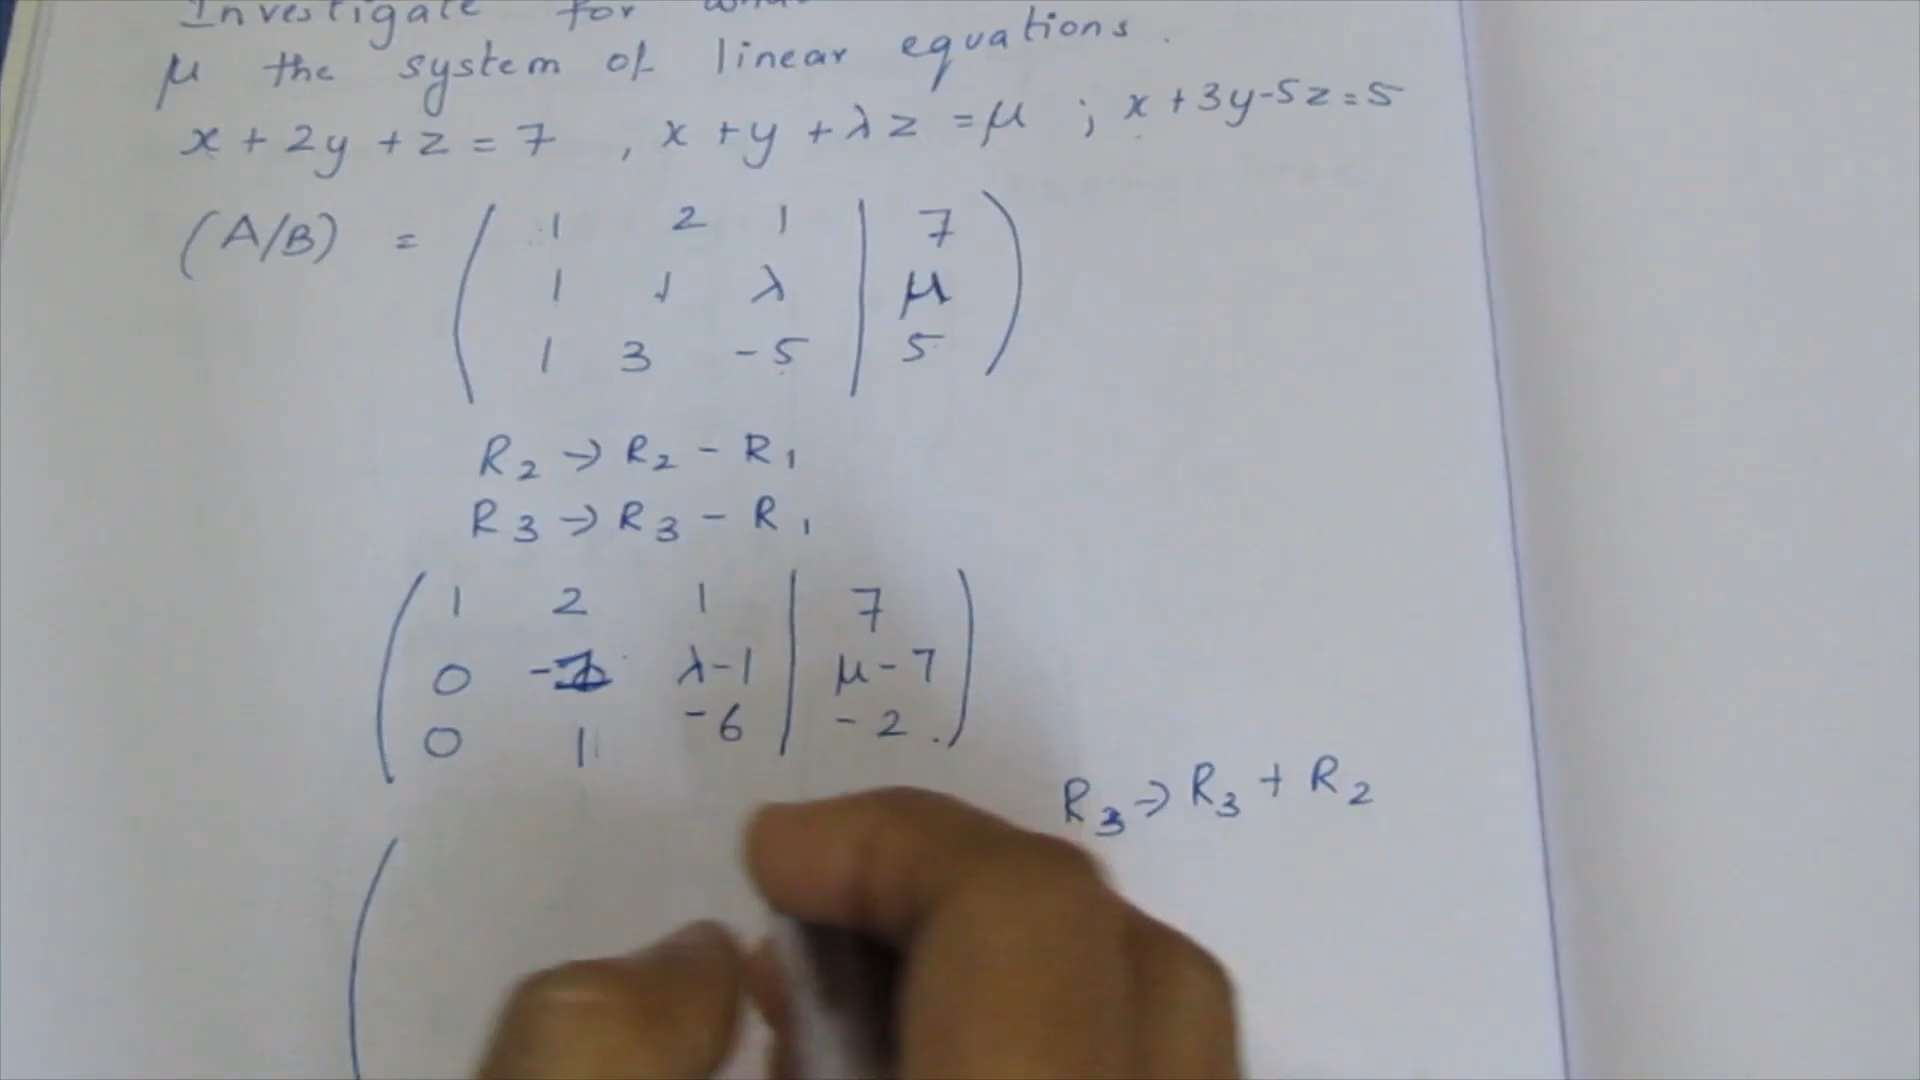 Investigate for
μ the system of linear equations.
x + 2y + z = 7 , x + y + λz = μ ; x + 3y - 5z = 5
(A/B) = ( 1 2 1 | 7 )
1 1 λ | μ
1 3 -5 | 5
R2 → R2 - R1
R3 → R3 - R1
( 1 2 1 | 7 )
0 - λ-1 | μ-7
0 1 -6 | -2
R3 → R3 + R2
(